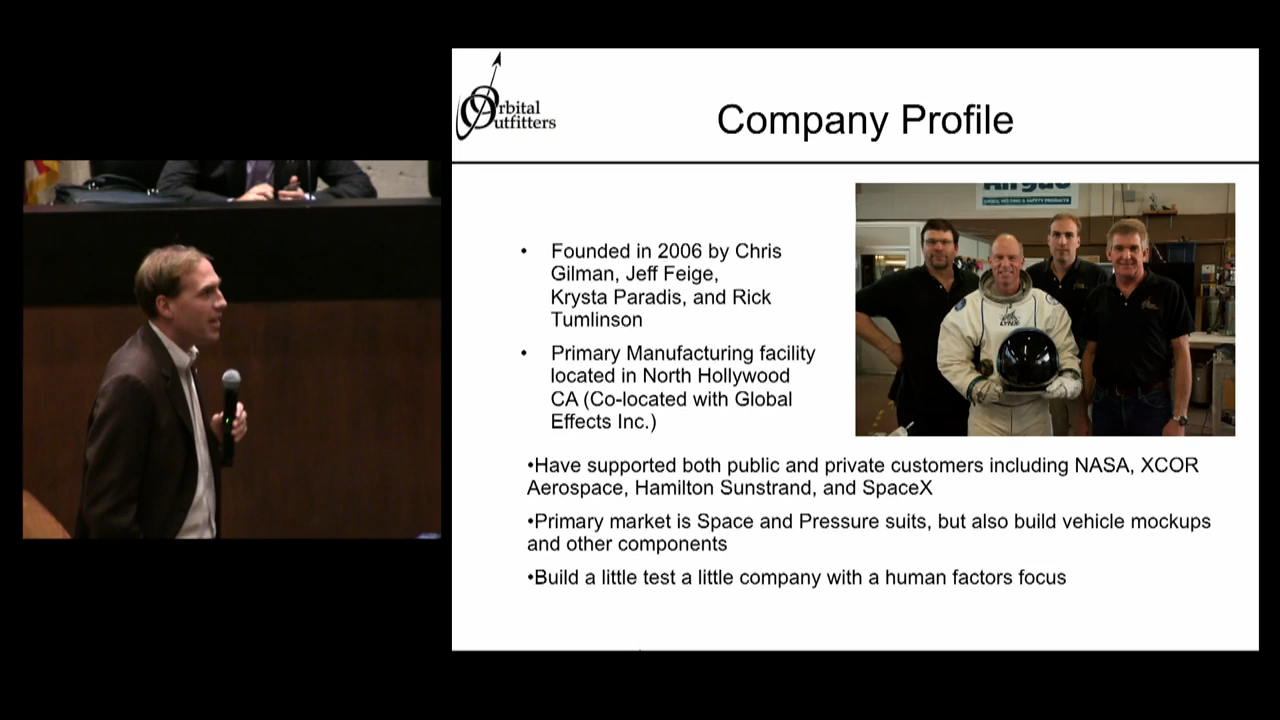 Orbital
Outfitters
Company Profile
• Founded in 2006 by Chris
Gilman, Jeff Feige,
Krysta Paradis, and Rick
Tumlinson
• Primary Manufacturing facility
located in North Hollywood
CA (Co-located with Global
Effects Inc.)
LYNX
•Have supported both public and private customers including NASA, XCOR
Aerospace, Hamilton Sunstrand, and SpaceX
•Primary market is Space and Pressure suits, but also build vehicle mockups
and other components
•Build a little test a little company with a human factors focus